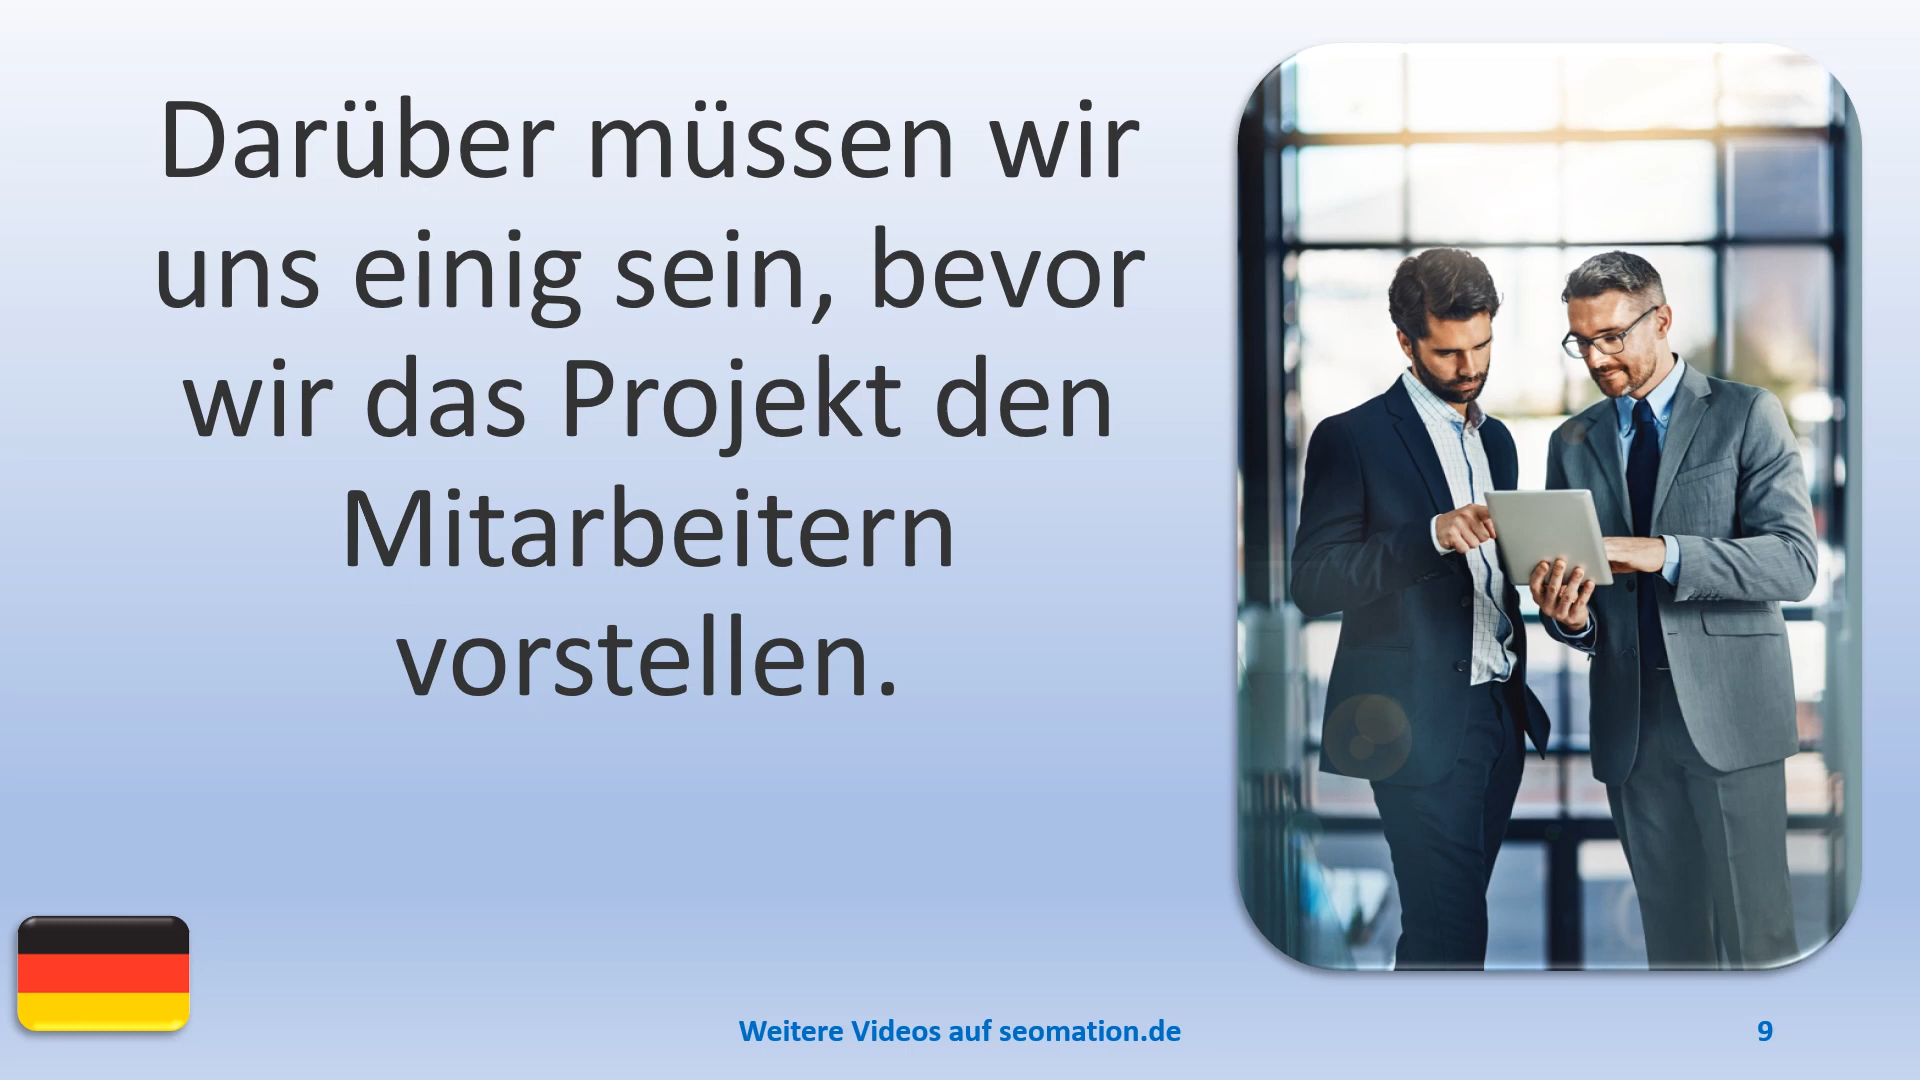 Darüber müssen wir
uns einig sein, bevor
wir das Projekt den
Mitarbeitern
vorstellen.
Weitere Videos auf seomation.de
9